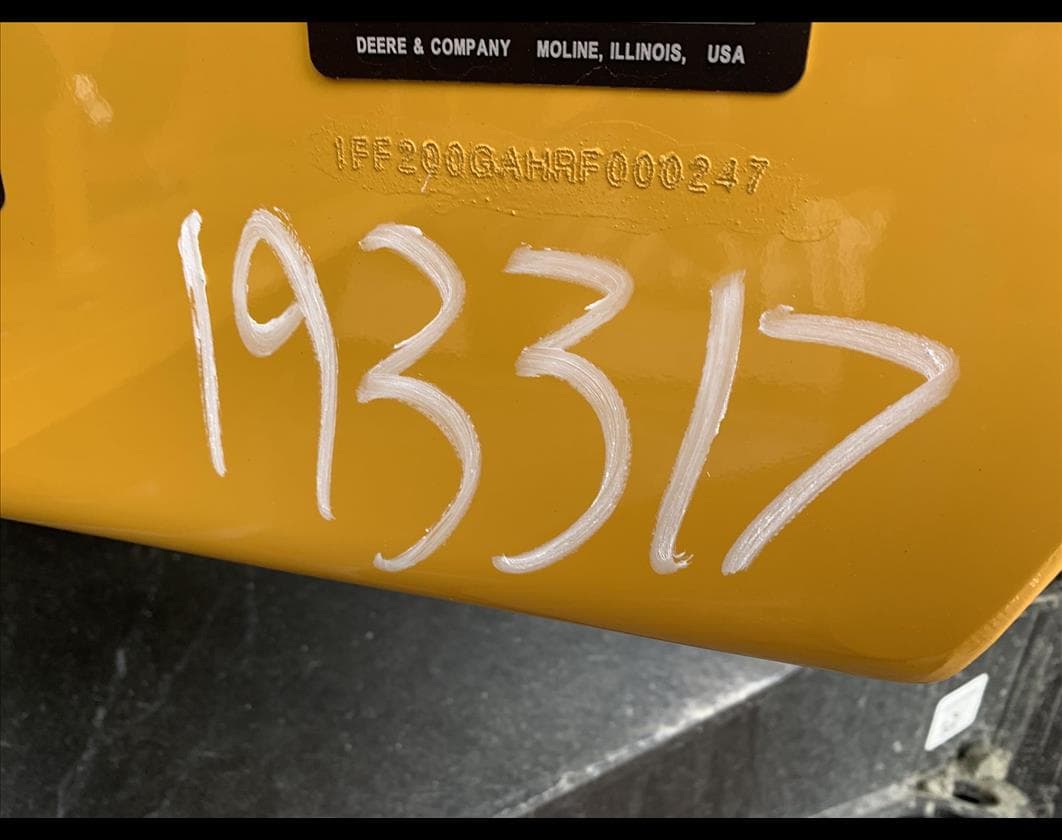 DEERE & COMPANY MOLINE, ILLINOIS, USA
1FF200GAHRF000247
193317